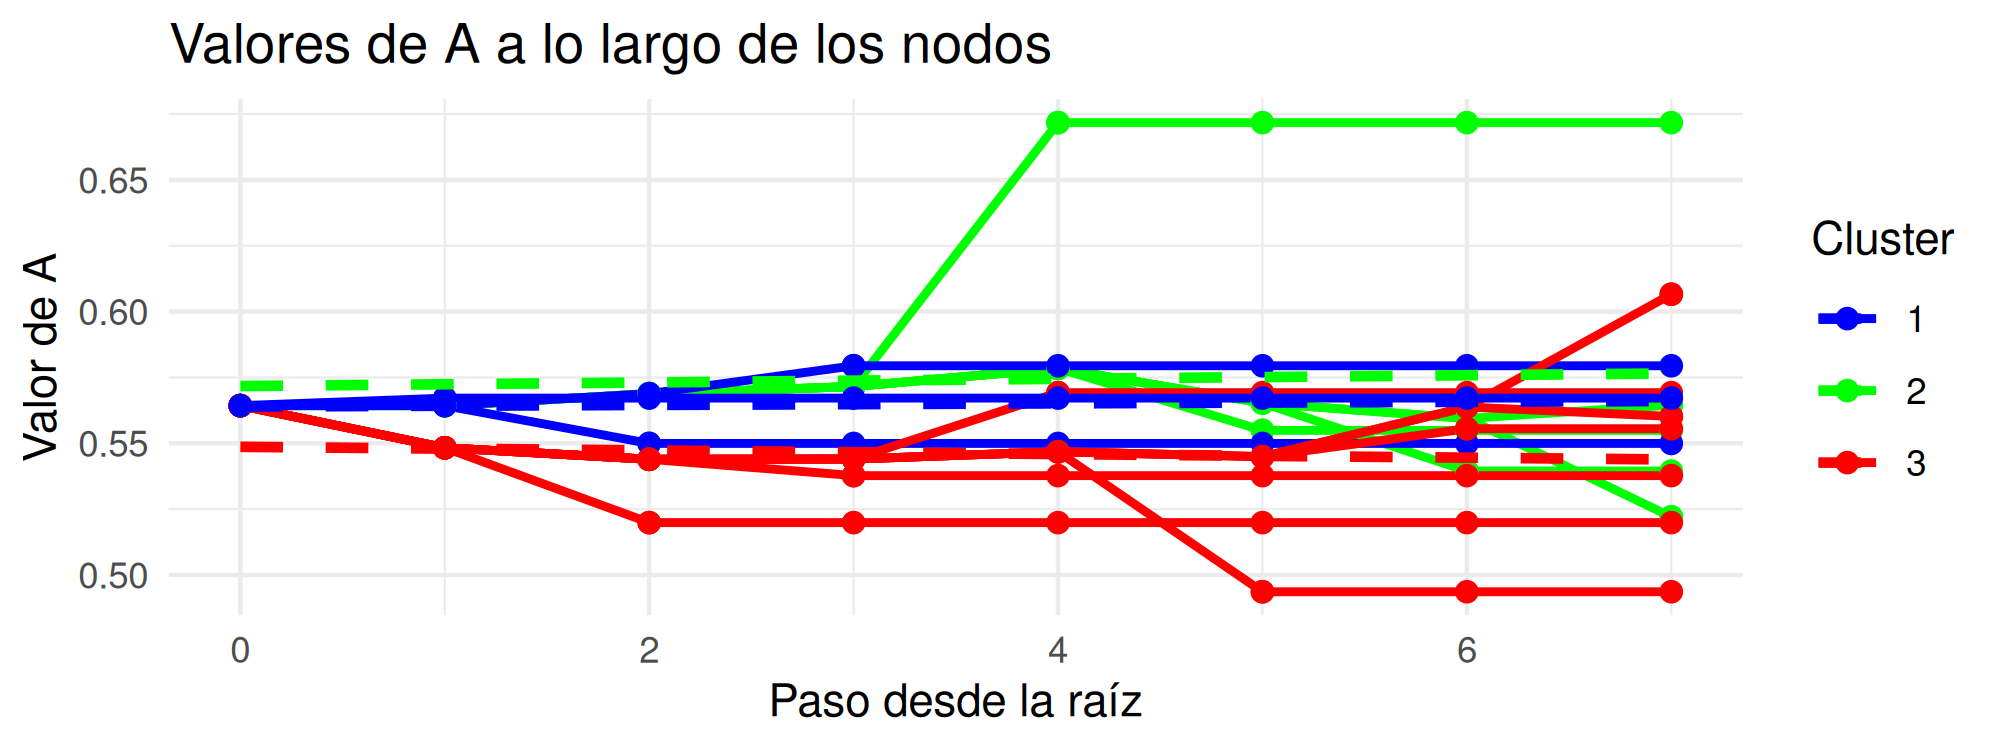 Valores de A a lo largo de los nodos
Valor de A
0.65
0.60
0.55
0.50
0
2
4
6
Paso desde la raíz
Cluster
1
2
3